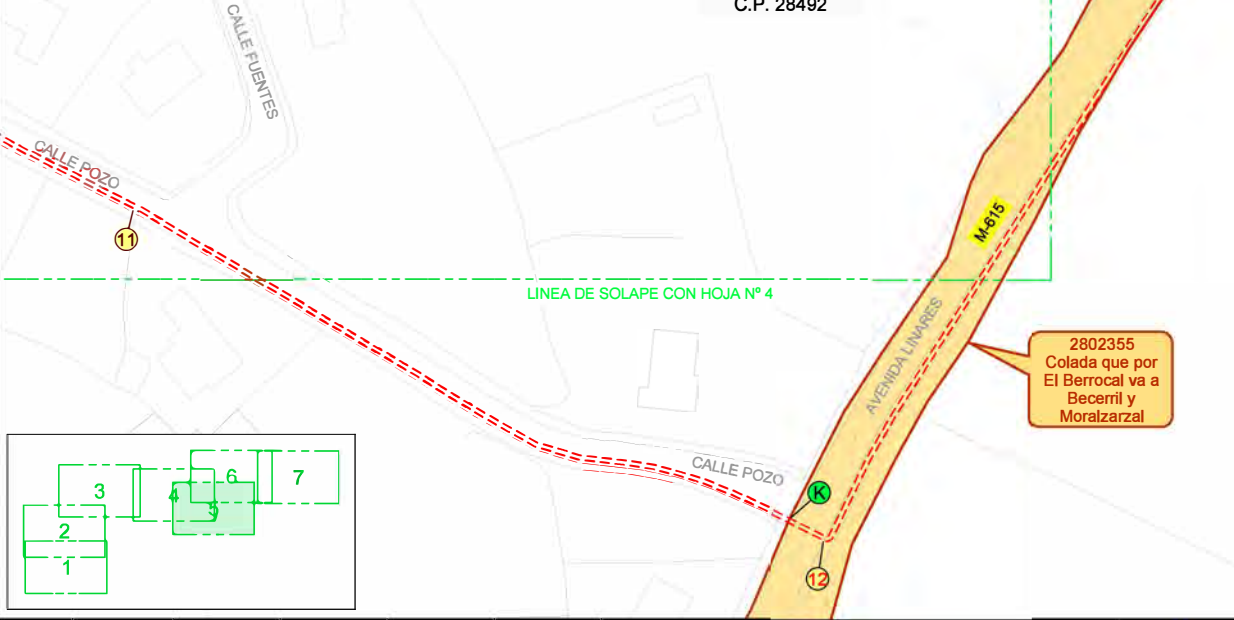 C.P. 28492
CALLE FUENTES
CALLE POZO
11
M-615
LINEA DE SOLAPE CON HOJA Nº 4
AVENIDA LINARES
2802355
Colada que por
El Berrocal va a
Becerril y
Moralzarzal
CALLE POZO
K
12
3
4
6
7
5
2
1